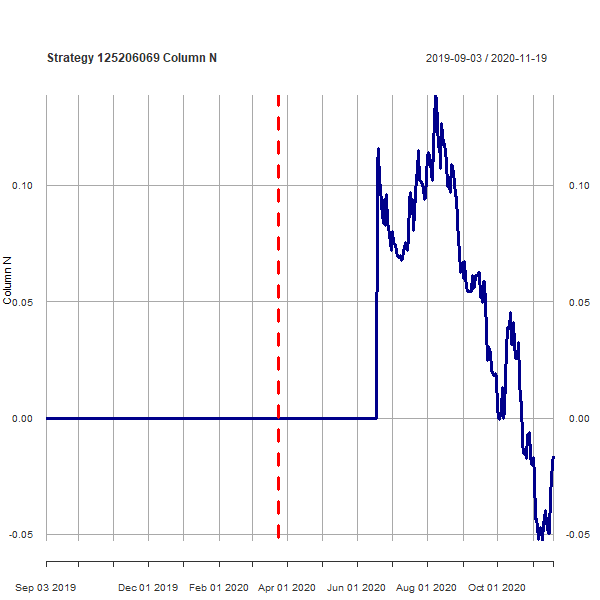 Strategy 125206069 Column N
2019-09-03 / 2020-11-19
0.10
0.10
Column N
0.05
0.05
0.00
0.00
-0.05
-0.05
Sep 03 2019
Dec 01 2019
Feb 01 2020
Apr 01 2020
Jun 01 2020
Aug 01 2020
Oct 01 2020